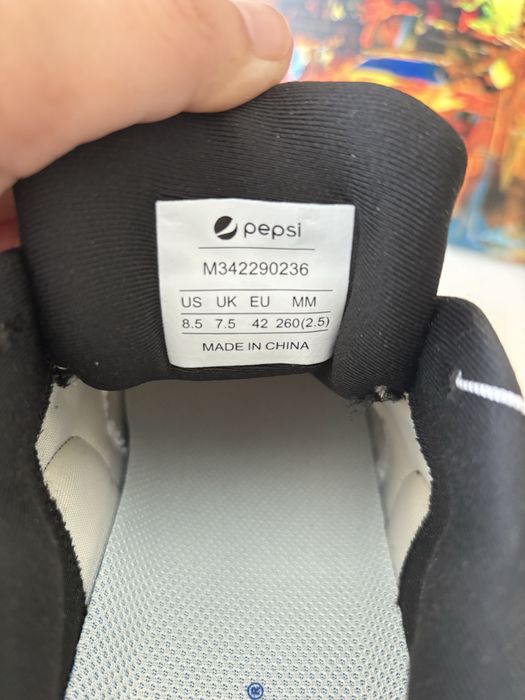 pepsi
M342290236
US UK EU MM
8.5 7.5 42 260(2.5)
MADE IN CHINA
®